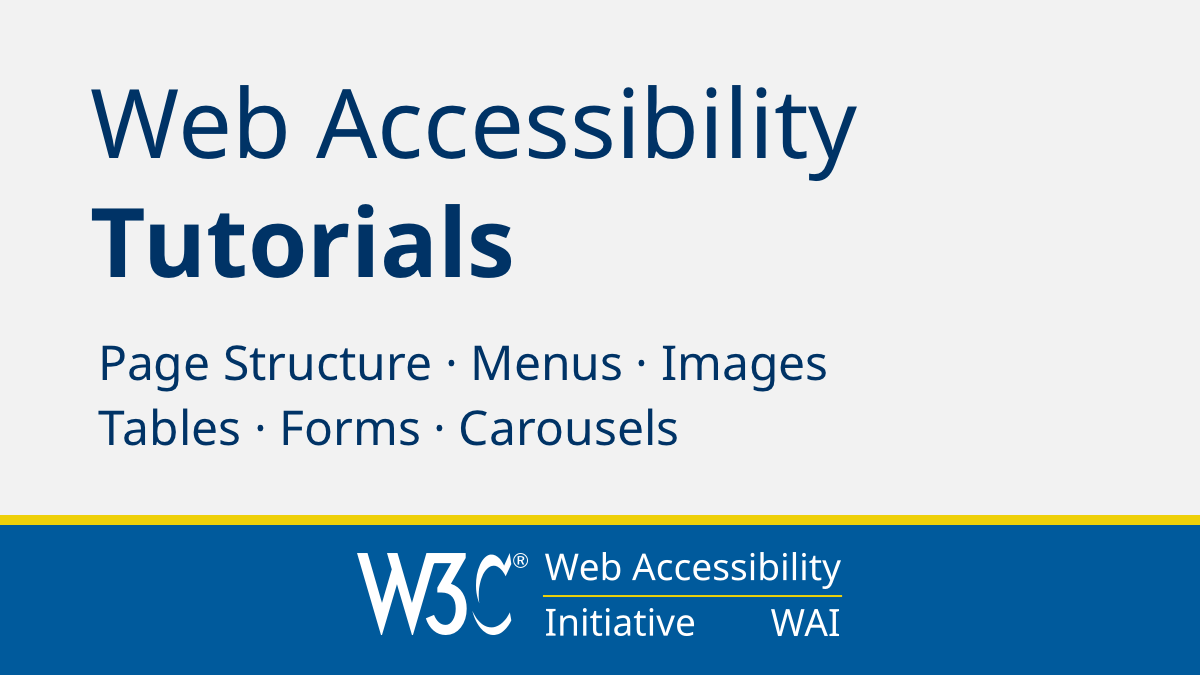 Web Accessibility
Tutorials
Page Structure · Menus · Images
Tables · Forms · Carousels
W3C® Web Accessibility
Initiative WAI